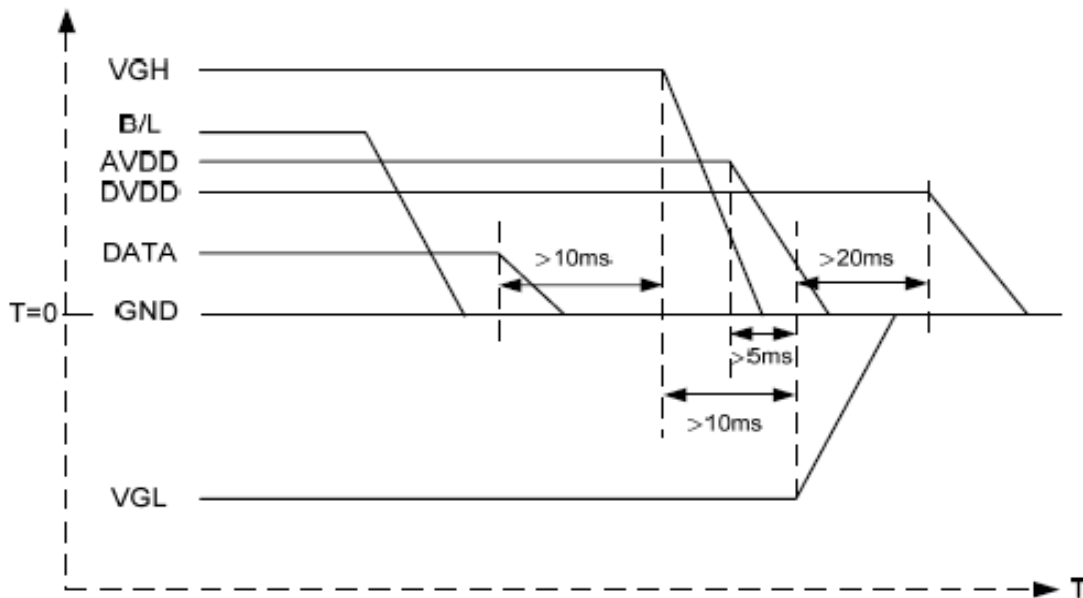 VGH
B/L
AVDD
DVDD
DATA
>10ms
>20ms
T=0
GND
>5ms
>10ms
VGL
T